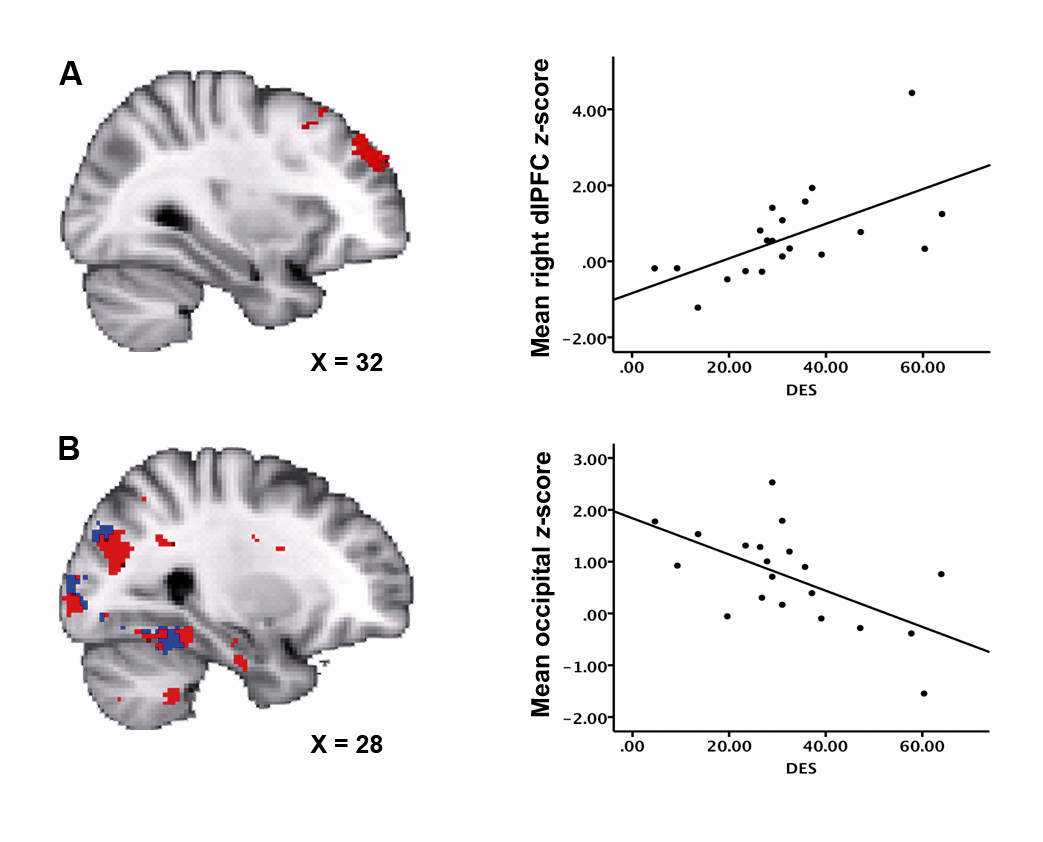 A
X = 32
Mean right dlPFC z-score
4.00
2.00
.00
-2.00
.00 20.00 40.00 60.00
DES
B
X = 28
Mean occipital z-score
3.00
2.00
1.00
.00
-1.00
-2.00
.00 20.00 40.00 60.00
DES